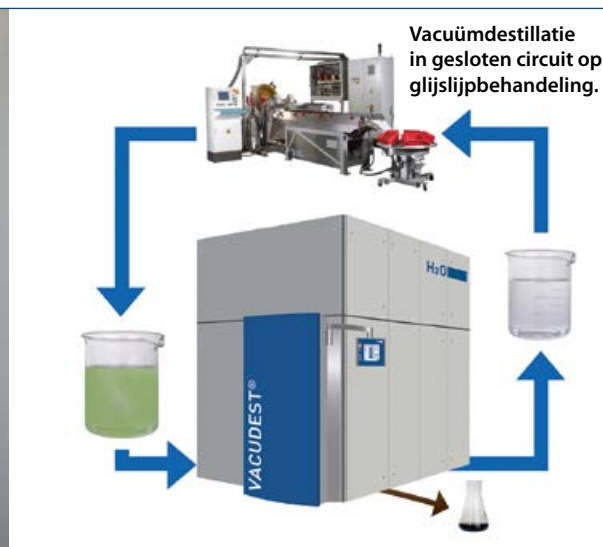 Vacuümdestillatie
in gesloten circuit op
glijslijpbehandeling.
H2O
VACUDEST®